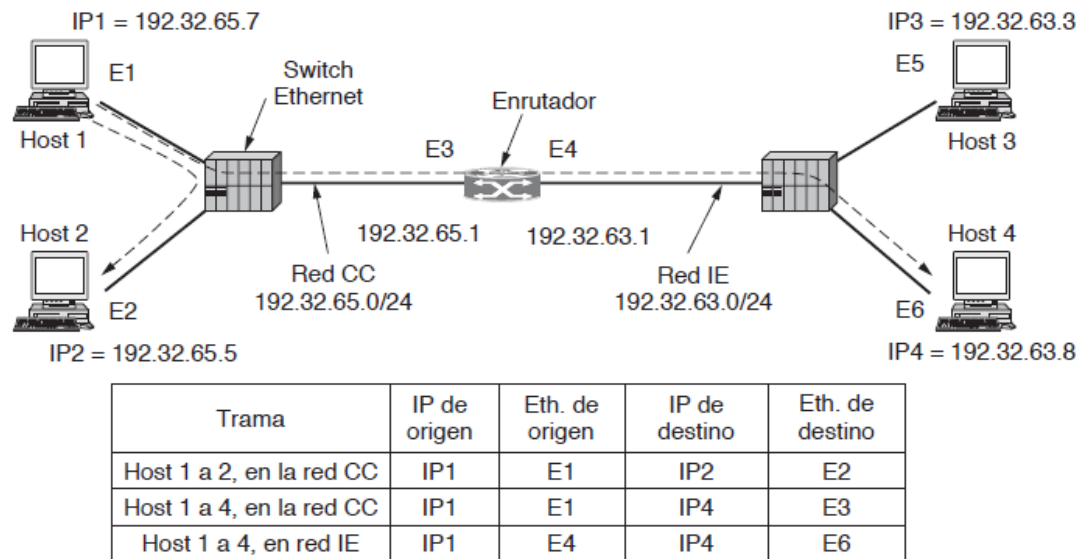 IP1 = 192.32.65.7
IP3 = 192.32.63.3
E1
Switch
Ethernet
Enrutador
E5
Host 1
E3
E4
Host 3
Host 2
192.32.65.1
192.32.63.1
Host 4
Red CC
192.32.65.0/24
Red IE
192.32.63.0/24
E2
E6
IP2 = 192.32.65.5
IP4 = 192.32.63.8
Trama
IP de
origen
Eth. de
origen
IP de
destino
Eth. de
destino
Host 1 a 2, en la red CC IP1 E1 IP2 E2
Host 1 a 4, en la red CC IP1 E1 IP4 E3
Host 1 a 4, en red IE IP1 E4 IP4 E6